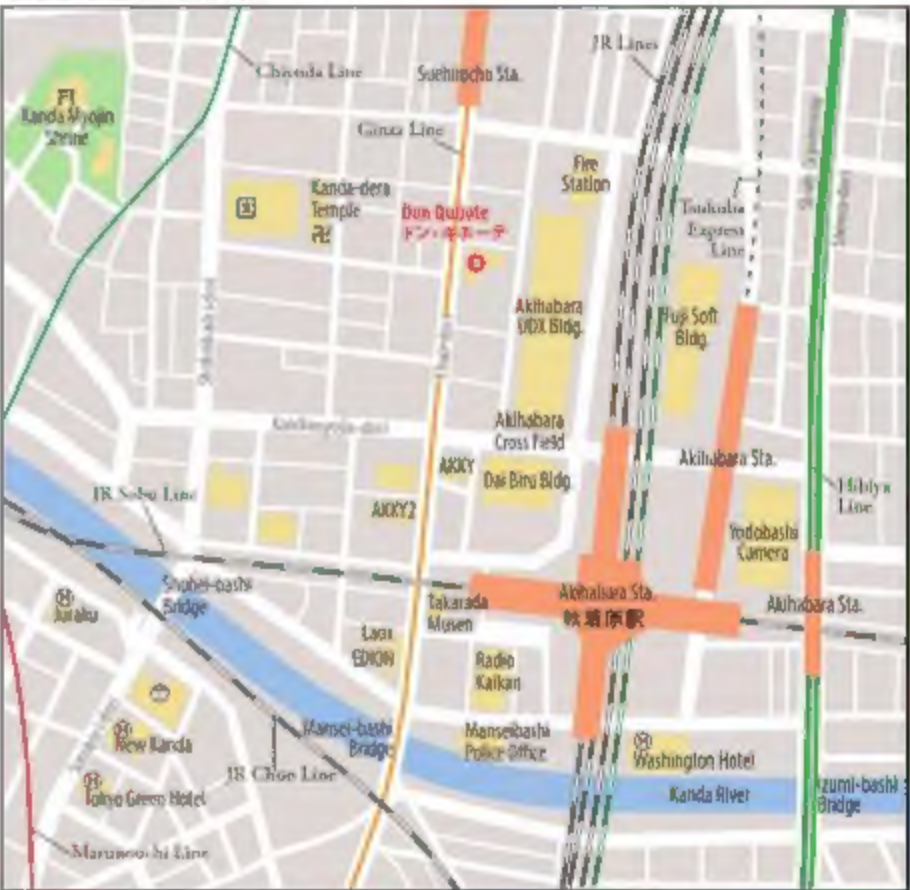 Chiyoda Line
Suehirocho Sta.
JR Lines
Kanda Myojin
Shrine
Ginza Line
Fire
Station
Kanda-dera
Temple
卍
Don Quijote
ドン・キホーテ
Tsukuba
Express
Line
Akihabara
UDX Bldg.
Fuji Soft
Bldg.
Akihabara
Cross Field
AKKY
Dai Biru Bldg.
Akihabara Sta.
Hibiya
Line
JR Sobu Line
AKKY2
Yodobashi
Camera
Shohei-bashi
Bridge
H
Juraku
Takarada
Musen
Akihabara Sta.
秋葉原駅
Akihabara Sta.
Laox
EDION
Radio
Kaikan
H
New Kanda
Mansei-bashi
Bridge
Manseibashi
Police Office
H
Washington Hotel
JR Chuo Line
H
Tokyo Green Hotel
Kanda River
Izumi-bashi
Bridge
Marunouchi Line